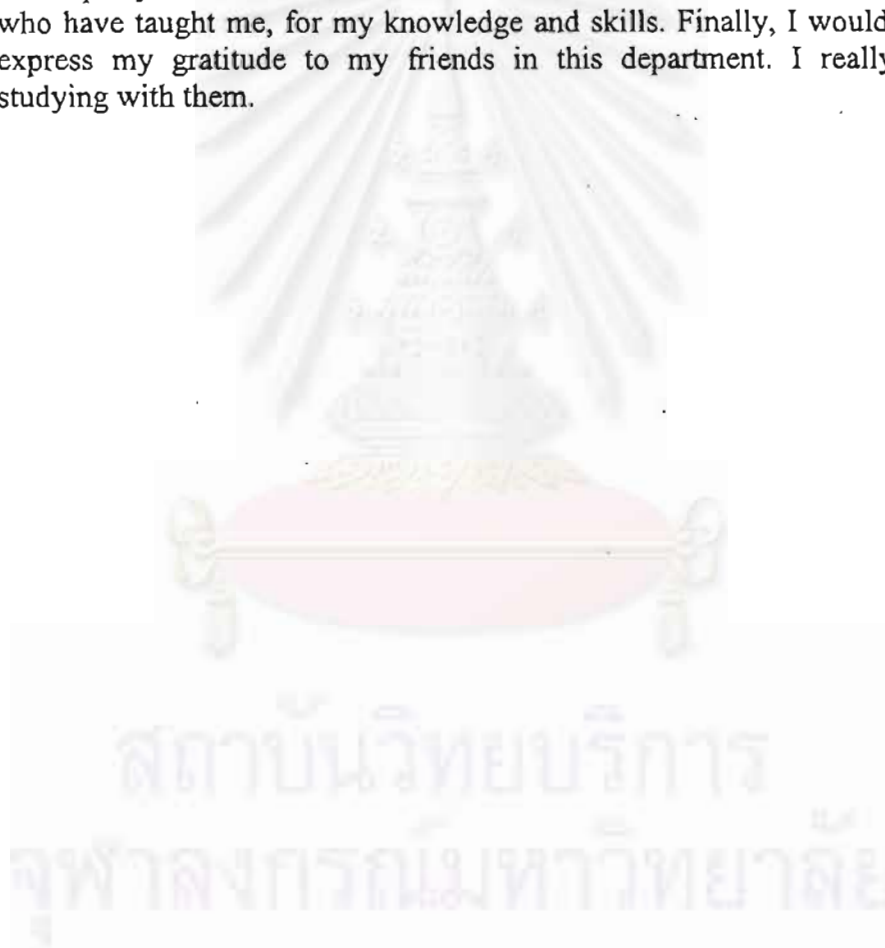 who have taught me, for my knowledge and skills. Finally, I would
express my gratitude to my friends in this department. I really
studying with them.
สถาบันวิทยบริการ
จุฬาลงกรณ์มหาวิทยาลัย